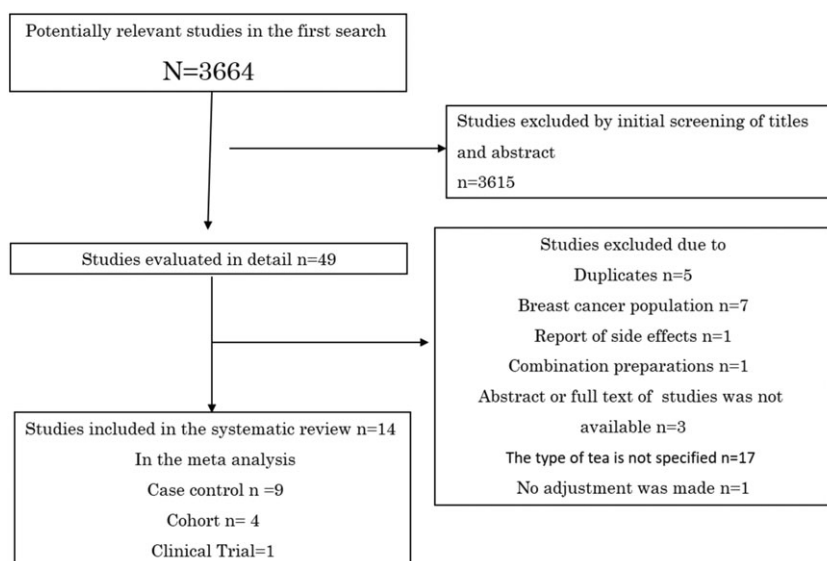 Potentially relevant studies in the first search
N=3664
Studies excluded by initial screening of titles
and abstract
n=3615
Studies evaluated in detail n=49
Studies excluded due to
Duplicates n=5
Breast cancer population n=7
Report of side effects n=1
Combination preparations n=1
Abstract or full text of studies was not
available n=3
The type of tea is not specified n=17
No adjustment was made n=1
Studies included in the systematic review n=14
In the meta analysis
Case control n =9
Cohort n= 4
Clinical Trial=1